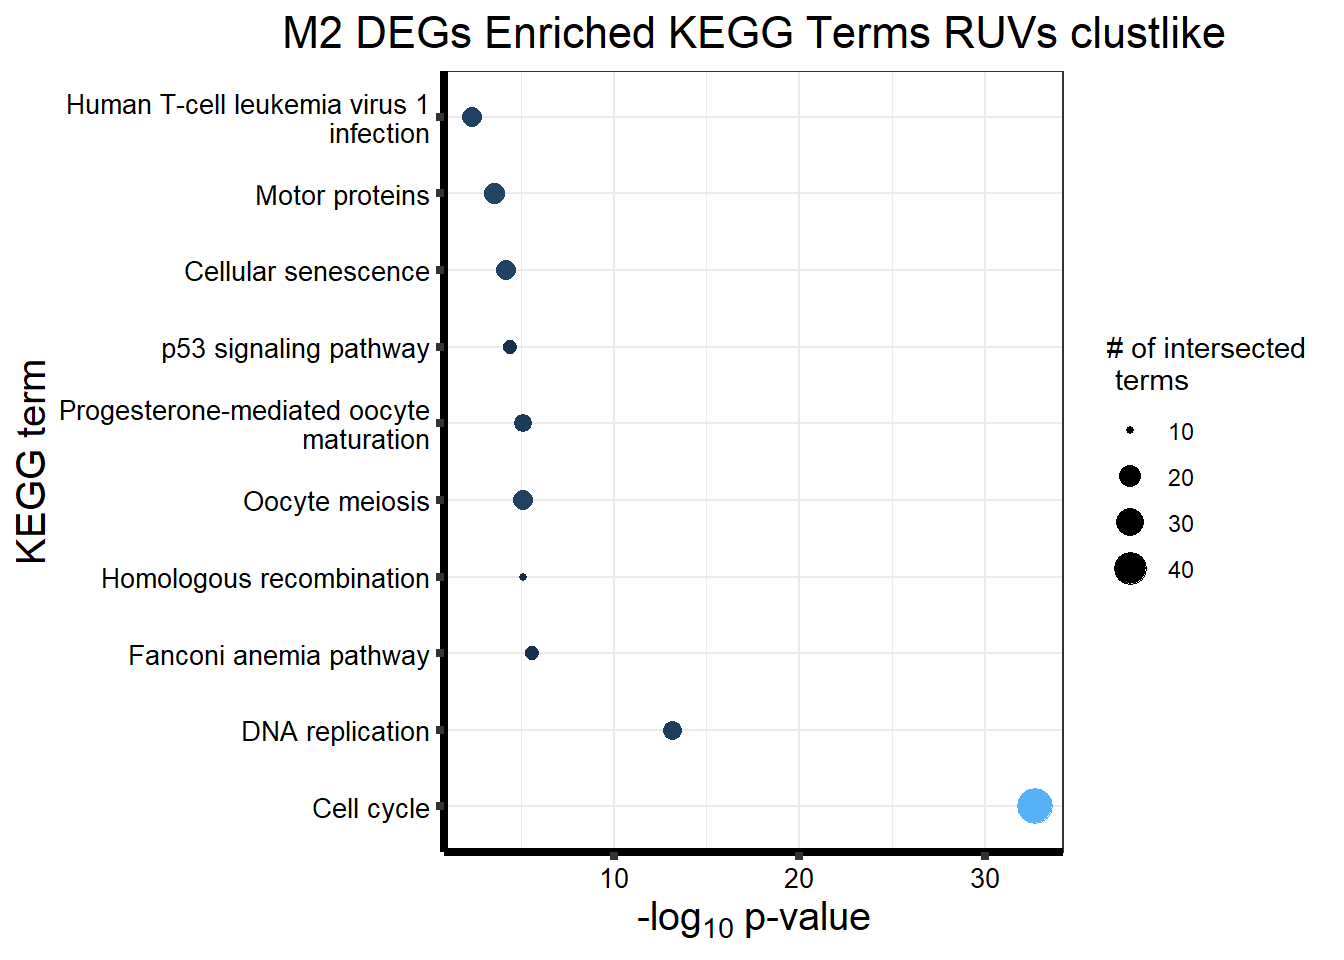 M2 DEGs Enriched KEGG Terms RUVs clustlike
KEGG term
Human T-cell leukemia virus 1
infection
Motor proteins
Cellular senescence
p53 signaling pathway
Progesterone-mediated oocyte
maturation
Oocyte meiosis
Homologous recombination
Fanconi anemia pathway
DNA replication
Cell cycle
10 20 30
-log₁₀ p-value
# of intersected
terms
10
20
30
40